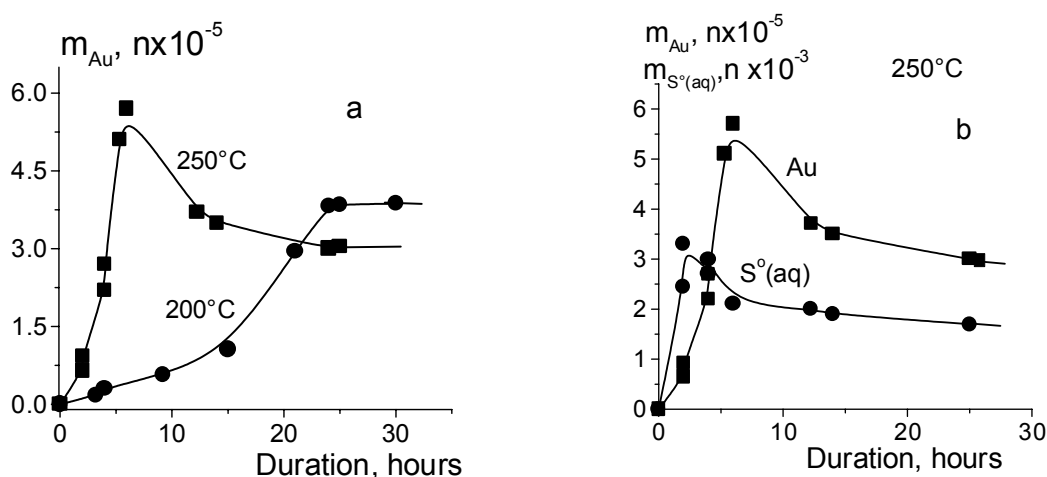 m_Au, nx10^-5
6.0
4.5
3.0
1.5
0.0
a
250°C
200°C
0 10 20 30
Duration, hours
m_Au, nx10^-5
m_S°(aq), n x10^-3
250°C
6
5
4
3
2
1
0
b
Au
S°(aq)
0 10 20 30
Duration, hours